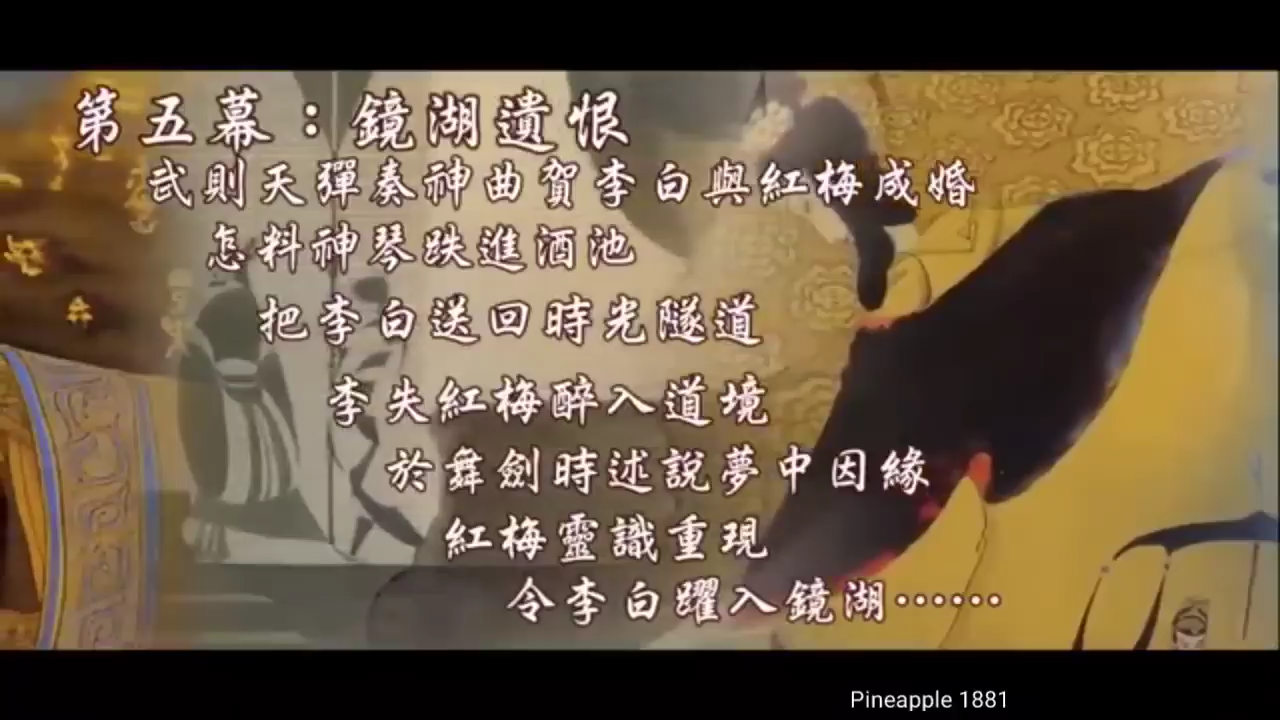 第五幕：鏡湖遺恨
武則天彈奏神曲賀李白與紅梅成婚
怎料神琴跌進酒池
把李白送回時光隧道
李失紅梅醉入道境
於舞劍時述說夢中因緣
紅梅靈識重現
令李白躍入鏡湖……
Pineapple 1881